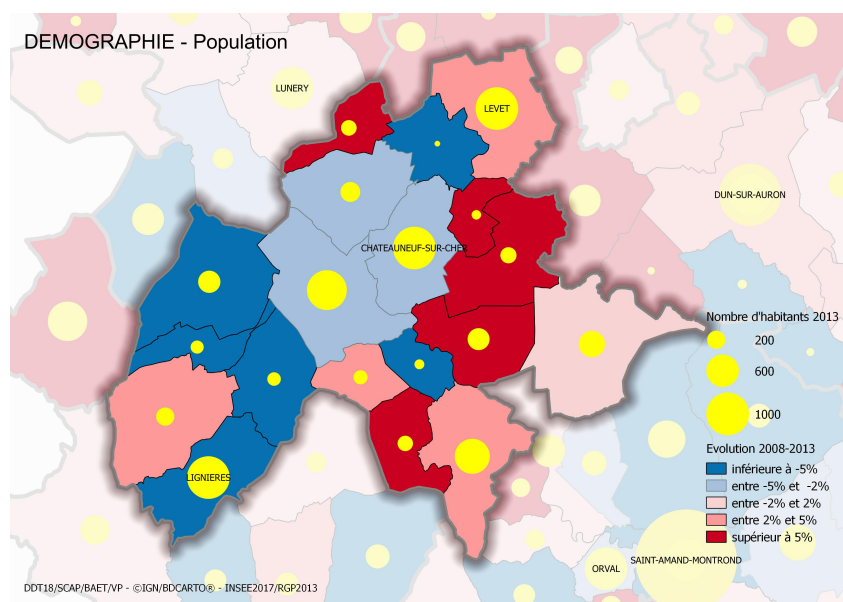 DEMOGRAPHIE - Population
LUNERY
LEVET
DUN-SUR-AURON
CHATEAUNEUF-SUR-CHER
Nombre d'habitants 2013
200
600
1000
Evolution 2008-2013
inférieure à -5%
entre -5% et -2%
entre -2% et 2%
entre 2% et 5%
supérieur à 5%
LIGNIERES
ORVAL
SAINT-AMAND-MONTROND
DDT18/SCAP/BAET/VP - ©IGN/BDCARTO® - INSEE2017/RGP2013